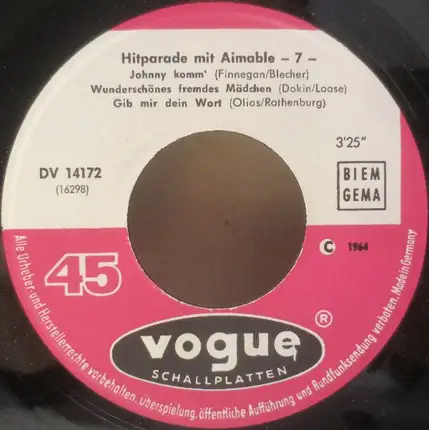 Hitparade mit Aimable – 7 –
Johnny komm' (Finnegan/Blecher)
Wunderschönes fremdes Mädchen (Dokin/Loose)
Gib mir dein Wort (Olias/Rothenburg)
3'25"
DV 14172
(16298)
BIEM
GEMA
C 1964
45
®
vogue
SCHALLPLATTEN
Alle Urheber- und Herstellerrechte vorbehalten. Überspielung, öffentliche Aufführung und Rundfunksendung verboten. Made in Germany